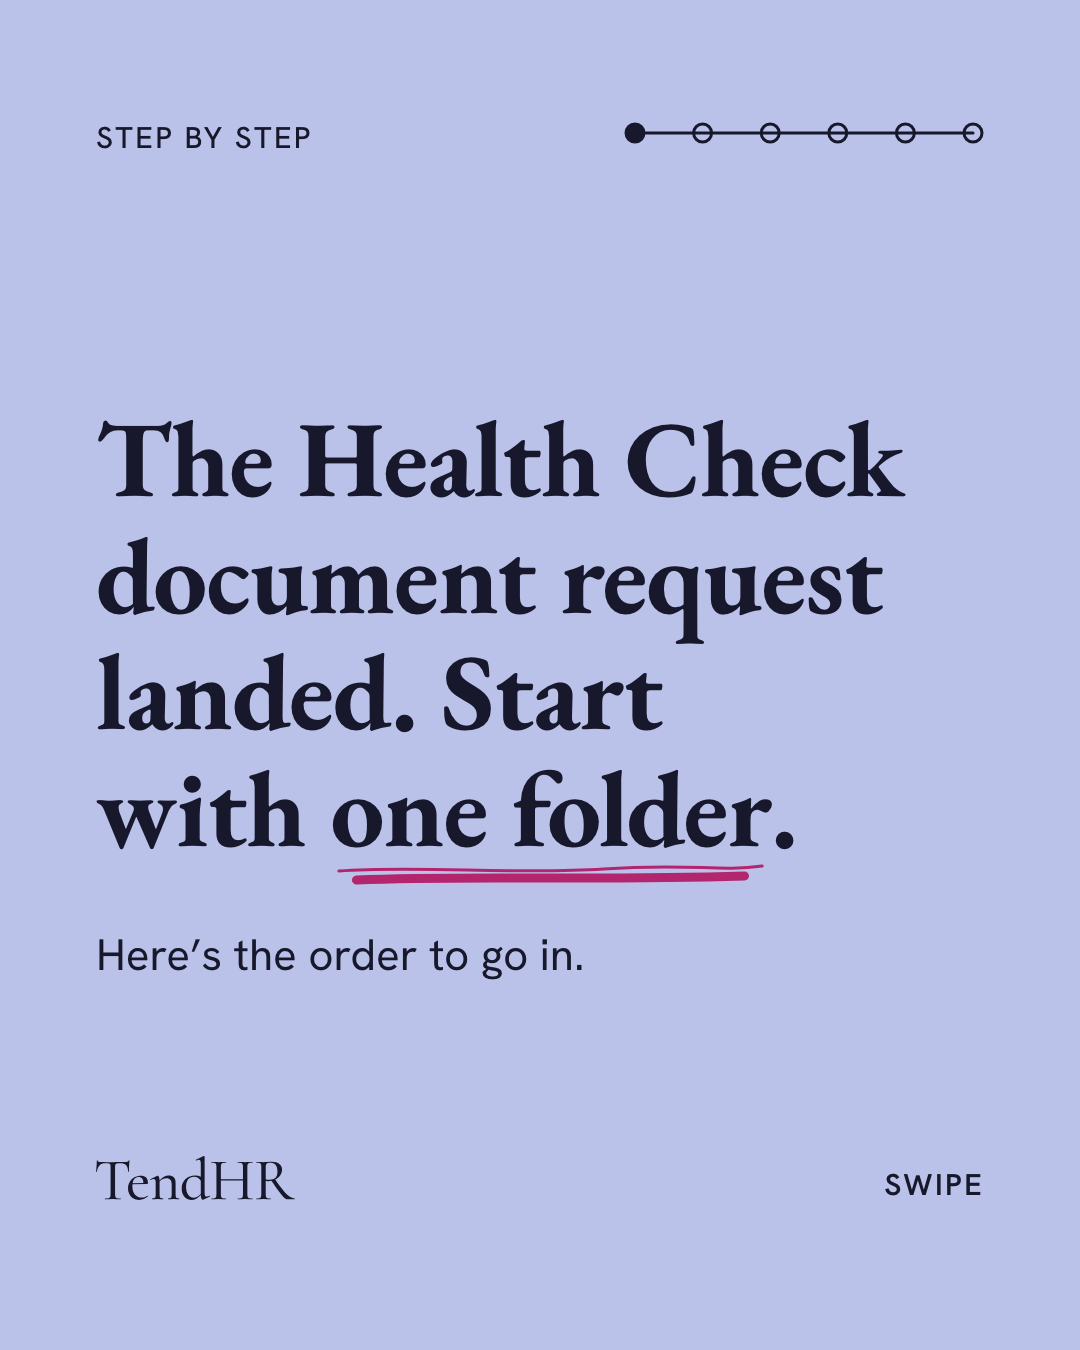 STEP BY STEP
The Health Check
document request
landed. Start
with one folder.
Here’s the order to go in.
TendHR
SWIPE